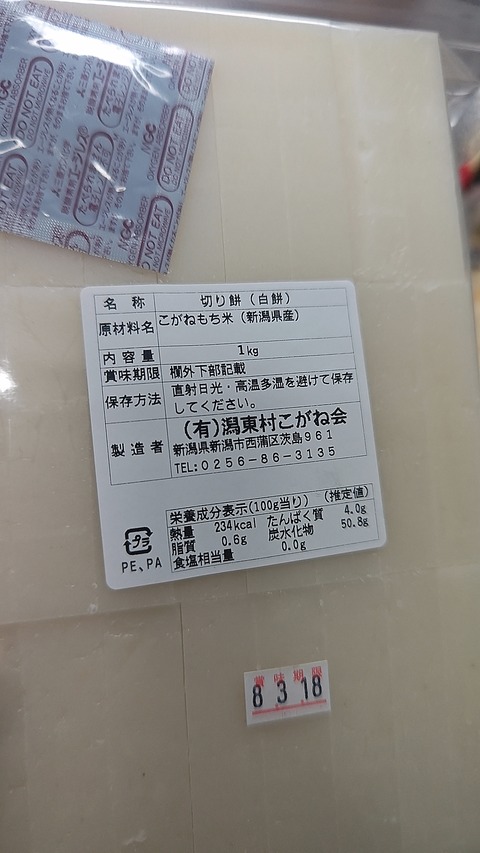 NGC
OXYGEN ABSORBER
DO NOT EAT
名称 切り餅(白餅)
原材料名 こがねもち米(新潟県産)
内容量 1kg
賞味期限 欄外下部記載
保存方法 直射日光・高温多湿を避けて保存
してください。
製造者 (有)潟東村こがね会
新潟県新潟市西蒲区茨島961
TEL:0256-86-3135
栄養成分表示(100g当り) (推定値)
熱量 234kcal たんぱく質 4.0g
脂質 0.6g 炭水化物 50.8g
食塩相当量 0.0g
プラ
PE、PA
賞味期限
8 3 18